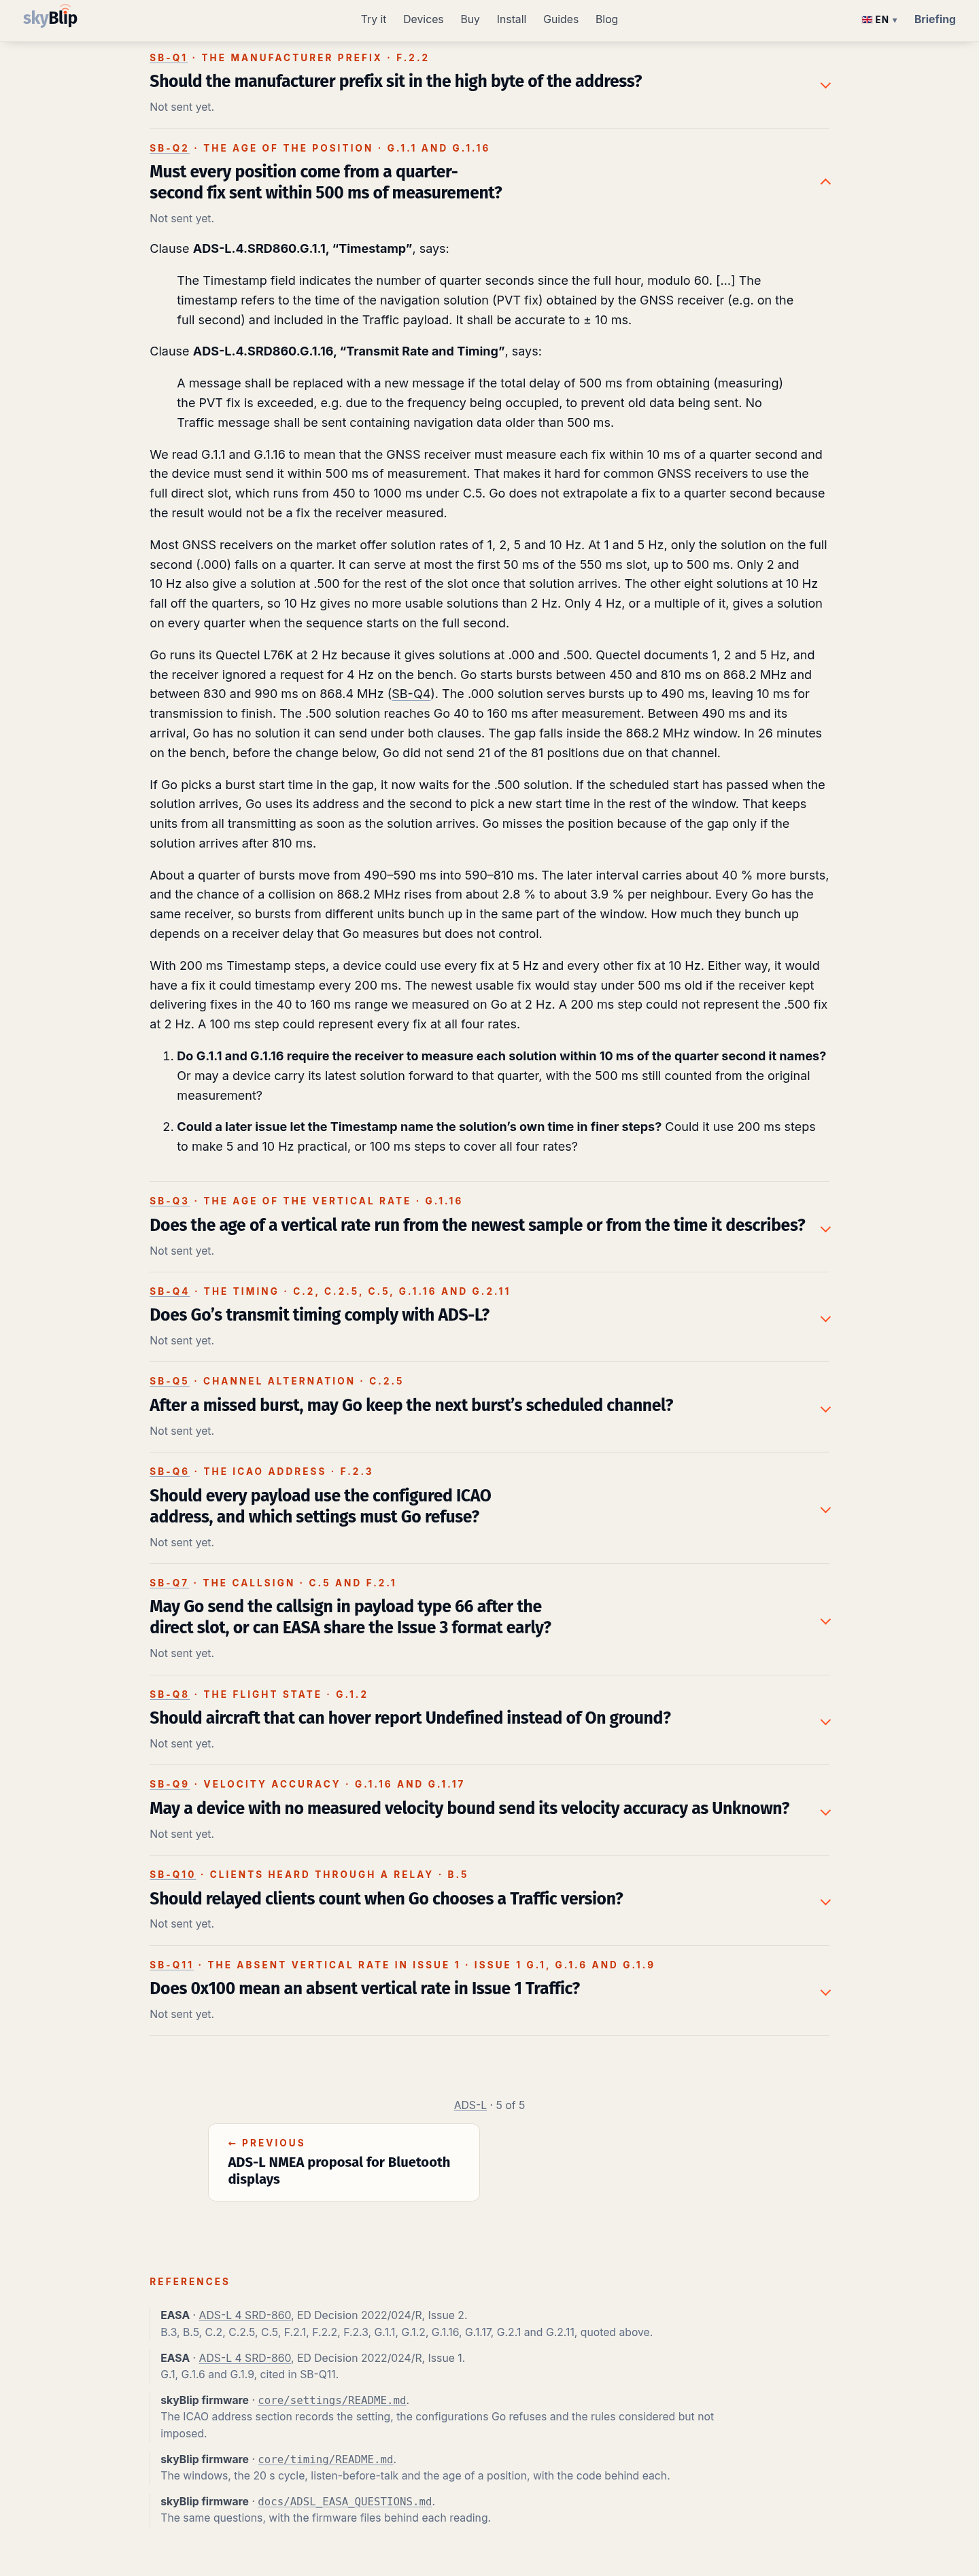 skyBlip
Try it Devices Buy Install Guides Blog
EN ▾ Briefing
SB-Q1 · THE MANUFACTURER PREFIX · F.2.2
Should the manufacturer prefix sit in the high byte of the address?
Not sent yet.
SB-Q2 · THE AGE OF THE POSITION · G.1.1 AND G.1.16
Must every position come from a quarter-
second fix sent within 500 ms of measurement?
Not sent yet.
Clause ADS-L.4.SRD860.G.1.1, “Timestamp”, says:
The Timestamp field indicates the number of quarter seconds since the full hour, modulo 60. [...] The
timestamp refers to the time of the navigation solution (PVT fix) obtained by the GNSS receiver (e.g. on the
full second) and included in the Traffic payload. It shall be accurate to ± 10 ms.
Clause ADS-L.4.SRD860.G.1.16, “Transmit Rate and Timing”, says:
A message shall be replaced with a new message if the total delay of 500 ms from obtaining (measuring)
the PVT fix is exceeded, e.g. due to the frequency being occupied, to prevent old data being sent. No
Traffic message shall be sent containing navigation data older than 500 ms.
We read G.1.1 and G.1.16 to mean that the GNSS receiver must measure each fix within 10 ms of a quarter second and
the device must send it within 500 ms of measurement. That makes it hard for common GNSS receivers to use the
full direct slot, which runs from 450 to 1000 ms under C.5. Go does not extrapolate a fix to a quarter second because
the result would not be a fix the receiver measured.
Most GNSS receivers on the market offer solution rates of 1, 2, 5 and 10 Hz. At 1 and 5 Hz, only the solution on the full
second (.000) falls on a quarter. It can serve at most the first 50 ms of the 550 ms slot, up to 500 ms. Only 2 and
10 Hz also give a solution at .500 for the rest of the slot once that solution arrives. The other eight solutions at 10 Hz
fall off the quarters, so 10 Hz gives no more usable solutions than 2 Hz. Only 4 Hz, or a multiple of it, gives a solution
on every quarter when the sequence starts on the full second.
Go runs its Quectel L76K at 2 Hz because it gives solutions at .000 and .500. Quectel documents 1, 2 and 5 Hz, and
the receiver ignored a request for 4 Hz on the bench. Go starts bursts between 450 and 810 ms on 868.2 MHz and
between 830 and 990 ms on 868.4 MHz (SB-Q4). The .000 solution serves bursts up to 490 ms, leaving 10 ms for
transmission to finish. The .500 solution reaches Go 40 to 160 ms after measurement. Between 490 ms and its
arrival, Go has no solution it can send under both clauses. The gap falls inside the 868.2 MHz window. In 26 minutes
on the bench, before the change below, Go did not send 21 of the 81 positions due on that channel.
If Go picks a burst start time in the gap, it now waits for the .500 solution. If the scheduled start has passed when the
solution arrives, Go uses its address and the second to pick a new start time in the rest of the window. That keeps
units from all transmitting as soon as the solution arrives. Go misses the position because of the gap only if the
solution arrives after 810 ms.
About a quarter of bursts move from 490–590 ms into 590–810 ms. The later interval carries about 40 % more bursts,
and the chance of a collision on 868.2 MHz rises from about 2.8 % to about 3.9 % per neighbour. Every Go has the
same receiver, so bursts from different units bunch up in the same part of the window. How much they bunch up
depends on a receiver delay that Go measures but does not control.
With 200 ms Timestamp steps, a device could use every fix at 5 Hz and every other fix at 10 Hz. Either way, it would
have a fix it could timestamp every 200 ms. The newest usable fix would stay under 500 ms old if the receiver kept
delivering fixes in the 40 to 160 ms range we measured on Go at 2 Hz. A 200 ms step could not represent the .500 fix
at 2 Hz. A 100 ms step could represent every fix at all four rates.
1. Do G.1.1 and G.1.16 require the receiver to measure each solution within 10 ms of the quarter second it names?
Or may a device carry its latest solution forward to that quarter, with the 500 ms still counted from the original
measurement?
2. Could a later issue let the Timestamp name the solution’s own time in finer steps? Could it use 200 ms steps
to make 5 and 10 Hz practical, or 100 ms steps to cover all four rates?
SB-Q3 · THE AGE OF THE VERTICAL RATE · G.1.16
Does the age of a vertical rate run from the newest sample or from the time it describes?
Not sent yet.
SB-Q4 · THE TIMING · C.2, C.2.5, C.5, G.1.16 AND G.2.11
Does Go’s transmit timing comply with ADS-L?
Not sent yet.
SB-Q5 · CHANNEL ALTERNATION · C.2.5
After a missed burst, may Go keep the next burst’s scheduled channel?
Not sent yet.
SB-Q6 · THE ICAO ADDRESS · F.2.3
Should every payload use the configured ICAO
address, and which settings must Go refuse?
Not sent yet.
SB-Q7 · THE CALLSIGN · C.5 AND F.2.1
May Go send the callsign in payload type 66 after the
direct slot, or can EASA share the Issue 3 format early?
Not sent yet.
SB-Q8 · THE FLIGHT STATE · G.1.2
Should aircraft that can hover report Undefined instead of On ground?
Not sent yet.
SB-Q9 · VELOCITY ACCURACY · G.1.16 AND G.1.17
May a device with no measured velocity bound send its velocity accuracy as Unknown?
Not sent yet.
SB-Q10 · CLIENTS HEARD THROUGH A RELAY · B.5
Should relayed clients count when Go chooses a Traffic version?
Not sent yet.
SB-Q11 · THE ABSENT VERTICAL RATE IN ISSUE 1 · ISSUE 1 G.1, G.1.6 AND G.1.9
Does 0x100 mean an absent vertical rate in Issue 1 Traffic?
Not sent yet.
ADS-L · 5 of 5
← PREVIOUS
ADS-L NMEA proposal for Bluetooth
displays
REFERENCES
EASA · ADS-L 4 SRD-860, ED Decision 2022/024/R, Issue 2.
B.3, B.5, C.2, C.2.5, C.5, F.2.1, F.2.2, F.2.3, G.1.1, G.1.2, G.1.16, G.1.17, G.2.1 and G.2.11, quoted above.
EASA · ADS-L 4 SRD-860, ED Decision 2022/024/R, Issue 1.
G.1, G.1.6 and G.1.9, cited in SB-Q11.
skyBlip firmware · core/settings/README.md.
The ICAO address section records the setting, the configurations Go refuses and the rules considered but not
imposed.
skyBlip firmware · core/timing/README.md.
The windows, the 20 s cycle, listen-before-talk and the age of a position, with the code behind each.
skyBlip firmware · docs/ADSL_EASA_QUESTIONS.md.
The same questions, with the firmware files behind each reading.